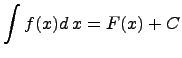 ∫ f(x)d x = F(x) + C